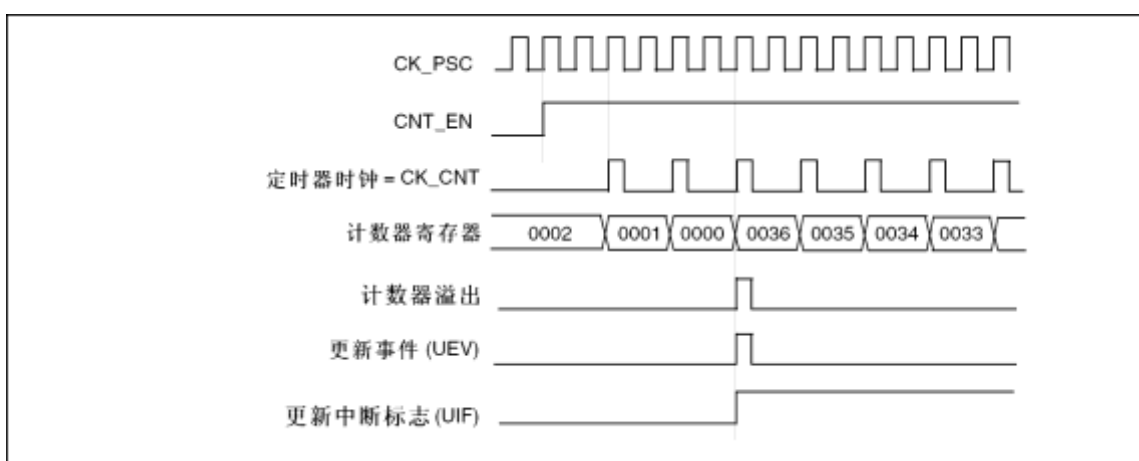 CK_PSC
CNT_EN
定时器时钟 = CK_CNT
计数器寄存器 0002 0001 0000 0036 0035 0034 0033
计数器溢出
更新事件 (UEV)
更新中断标志 (UIF)